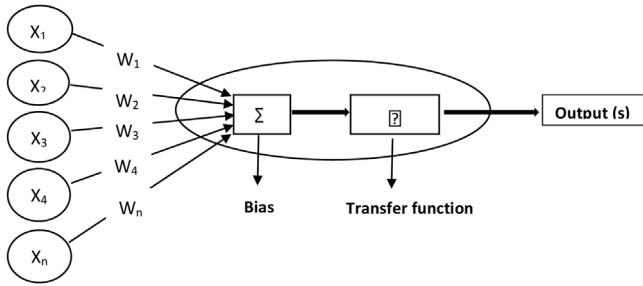 X₁
W₁
X₂
W₂
X₃
W₃
X₄
W₄
Xₙ
Wₙ
Σ
Output (s)
Bias
Transfer function